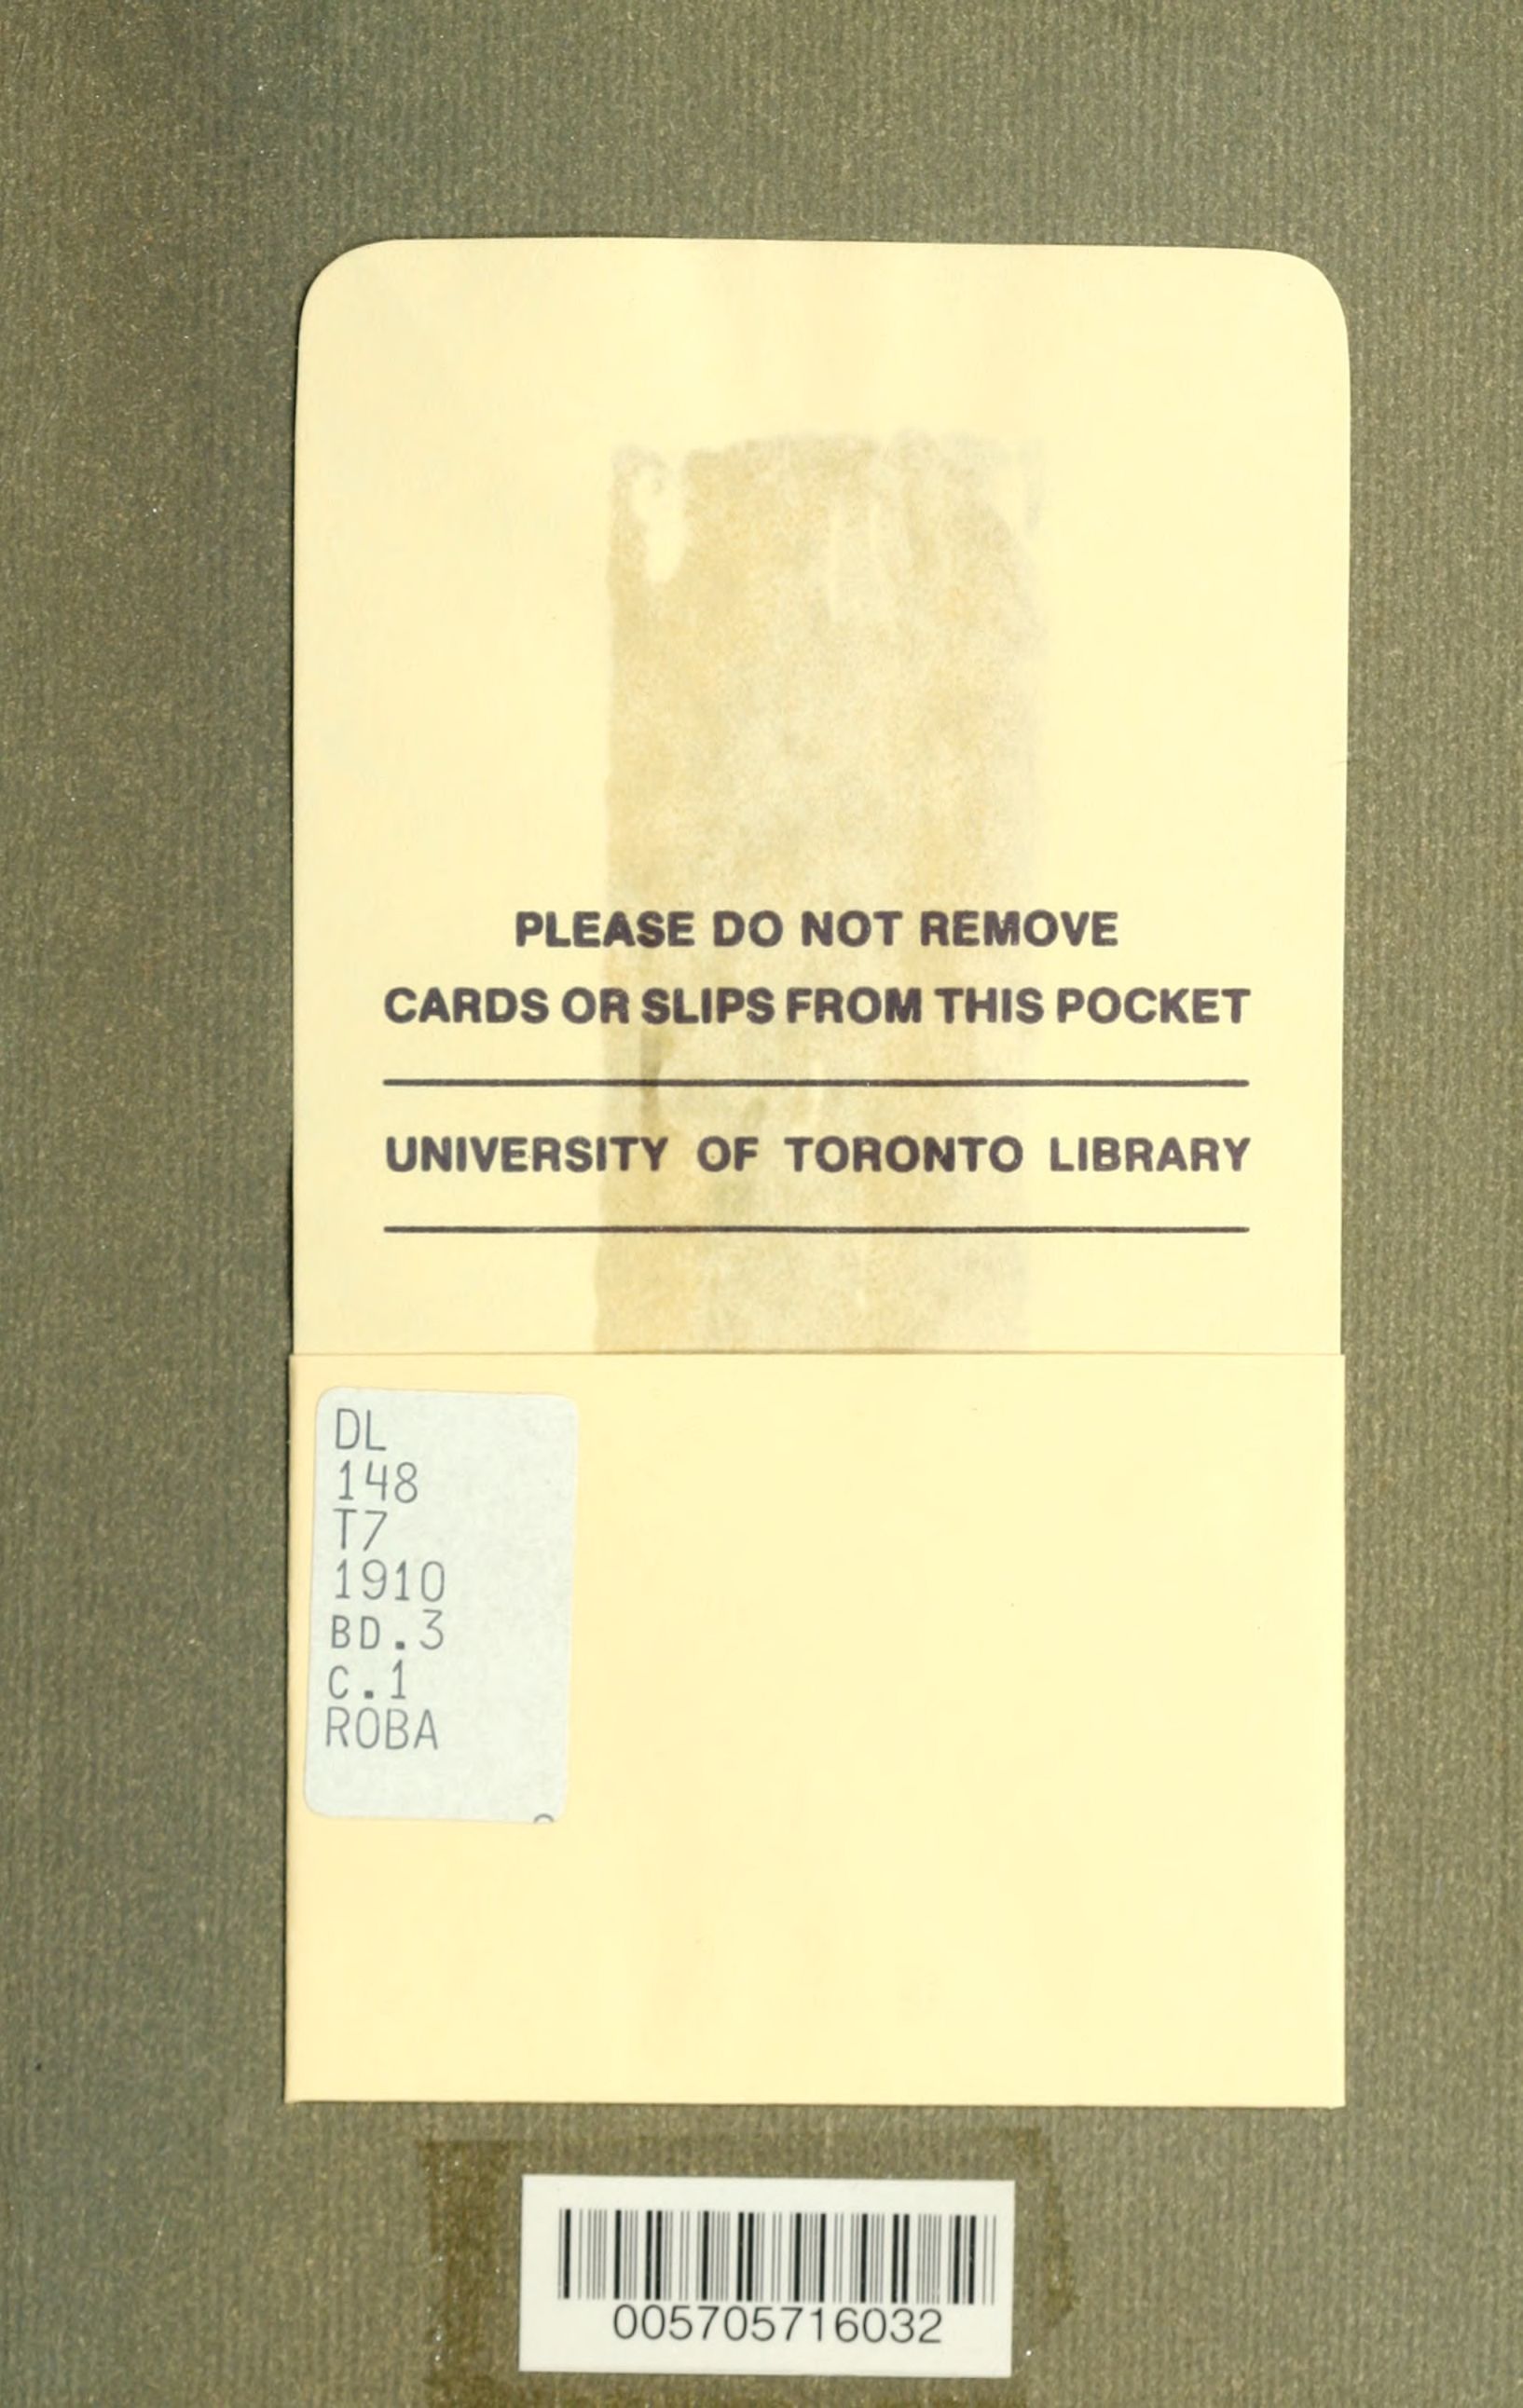 PLEASE DO NOT REMOVE
CARDS OR SLIPS FROM THIS POCKET
UNIVERSITY OF TORONTO LIBRARY
DL
148
T7
1910
BD.3
C.1
ROBA
005705716032